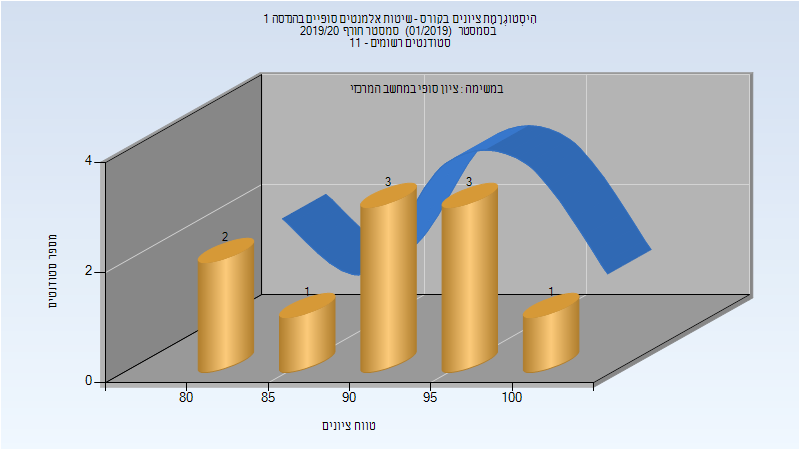 הִיסְטוֹגְרָמַת ציונים בקורס - שיטות אלמנטים סופיים בהנדסה 1
בסמסטר (01/2019) סמסטר חורף 2019/20
סטודנטים רשומים - 11
במשימה : ציון סופי במחשב המרכזי
מספר סטודנטים
4
2
0
2
1
3
3
1
80
85
90
95
100
טווח ציונים